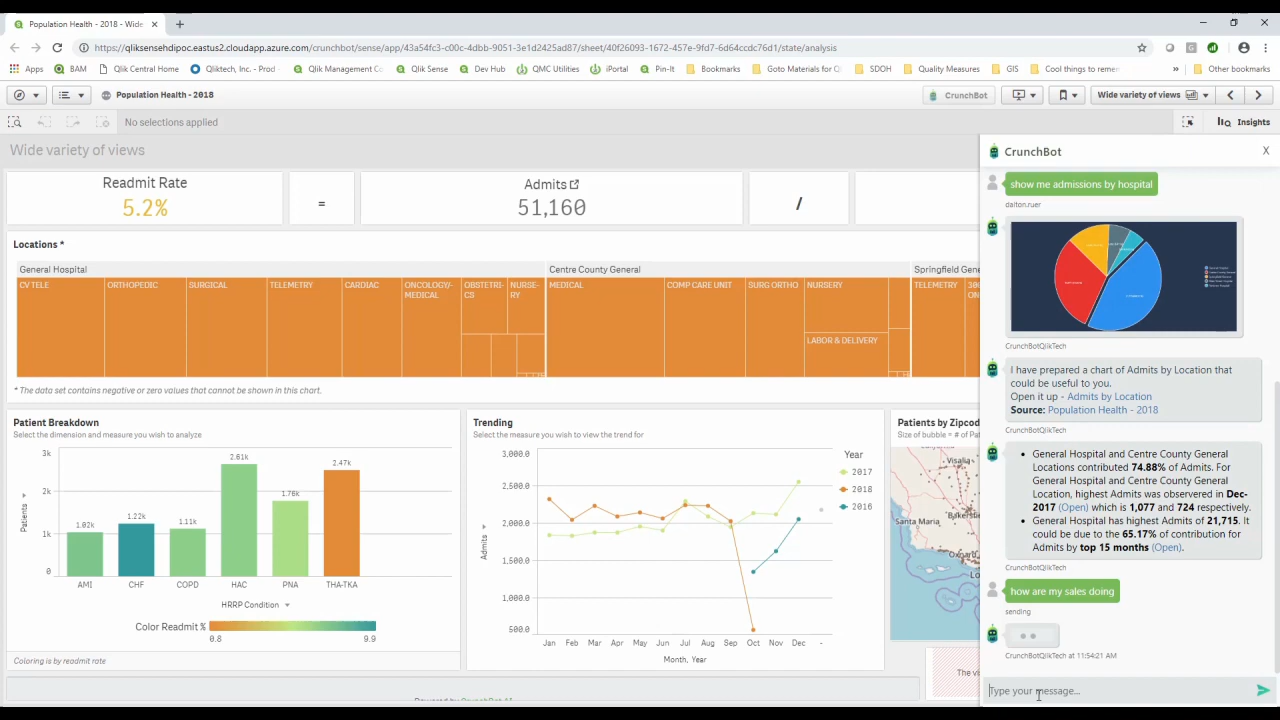 Population Health - 2018 - Wide
https://qliksensehdipoc.eastus2.cloudapp.azure.com/crunchbot/sense/app/43a54fc3-c00c-4dbb-9051-3e1d2425ad87/sheet/40f26093-1672-457e-9fd7-6d64ccdc76d1/state/analysis
Apps BAM Qlik Central Home Qliktech, Inc. - Prod Qlik Management Co Qlik Sense Dev Hub QMC Utilities iPortal Pin-It Bookmarks Goto Materials for Q SDOH Quality Measures GIS Cool things to remem » Other bookmarks
Population Health - 2018 CrunchBot Wide variety of views
No selections applied Insights
Wide variety of views
Readmit Rate
5.2%
=
Admits
51,160
/
Locations *
General Hospital Centre County General Springfield Gene
CV TELE ORTHOPEDIC SURGICAL TELEMETRY CARDIAC ONCOLOGY-
MEDICAL
OBSTETRI-
CS
NURSE-
RY
MEDICAL COMP CARE UNIT SURG ORTHO NURSERY
LABOR & DELIVERY
TELEMETRY
* The data set contains negative or zero values that cannot be shown in this chart.
Patient Breakdown
Select the dimension and measure you wish to analyze
Patients
3k
2k
1k
0
1.02k
1.22k
1.11k
2.61k
1.76k
2.47k
AMI CHF COPD HAC PNA THA-TKA
HRRP Condition
Color Readmit %
0.8 9.9
Coloring is by readmit rate
Trending
Select the measure you wish to view the trend for
Admits
3,000.0
2,500.0
2,000.0
1,500.0
1,000.0
500.0
Jan Feb Mar Apr May Jun Jul Aug Sep Oct Nov Dec -
Month, Year
Year
2017
2018
2016
Patients by Zipcod
Size of bubble = # of Pat
Visalia
Santa Maria
Bakersfie
Powered by CrunchBot AI
The vi
CrunchBot X
show me admissions by hospital
dalton.ruer
CrunchBotQlikTech
I have prepared a chart of Admits by Location that
could be useful to you.
Open it up - Admits by Location
Source: Population Health - 2018
CrunchBotQlikTech
• General Hospital and Centre County General
Locations contributed 74.88% of Admits. For
General Hospital and Centre County General
Location, highest Admits was observed in Dec-
2017 (Open) which is 1,077 and 724 respectively.
• General Hospital has highest Admits of 21,715. It
could be due to the 65.17% of contribution for
Admits by top 15 months (Open).
CrunchBotQlikTech
how are my sales doing
sending
CrunchBotQlikTech at 11:54:21 AM
Type your message...